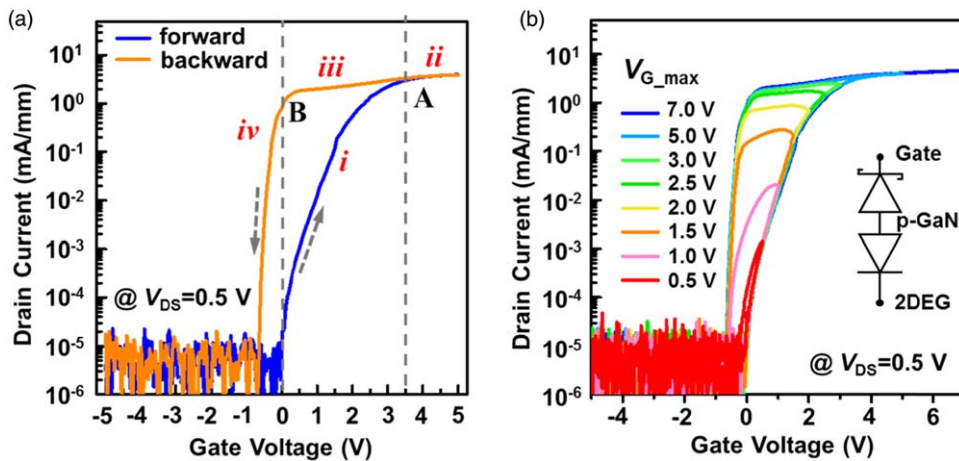 (a)
Drain Current (mA/mm)
10¹
10⁰
10⁻¹
10⁻²
10⁻³
10⁻⁴
10⁻⁵
10⁻⁶
forward
backward
iii
ii
A
B
iv
i
@ V_DS=0.5 V
-5 -4 -3 -2 -1 0 1 2 3 4 5
Gate Voltage (V)
(b)
Drain Current (mA/mm)
10¹
10⁰
10⁻¹
10⁻²
10⁻³
10⁻⁴
10⁻⁵
10⁻⁶
V_G_max
7.0 V
5.0 V
3.0 V
2.5 V
2.0 V
1.5 V
1.0 V
0.5 V
Gate
p-GaN
2DEG
@ V_DS=0.5 V
-4 -2 0 2 4 6
Gate Voltage (V)